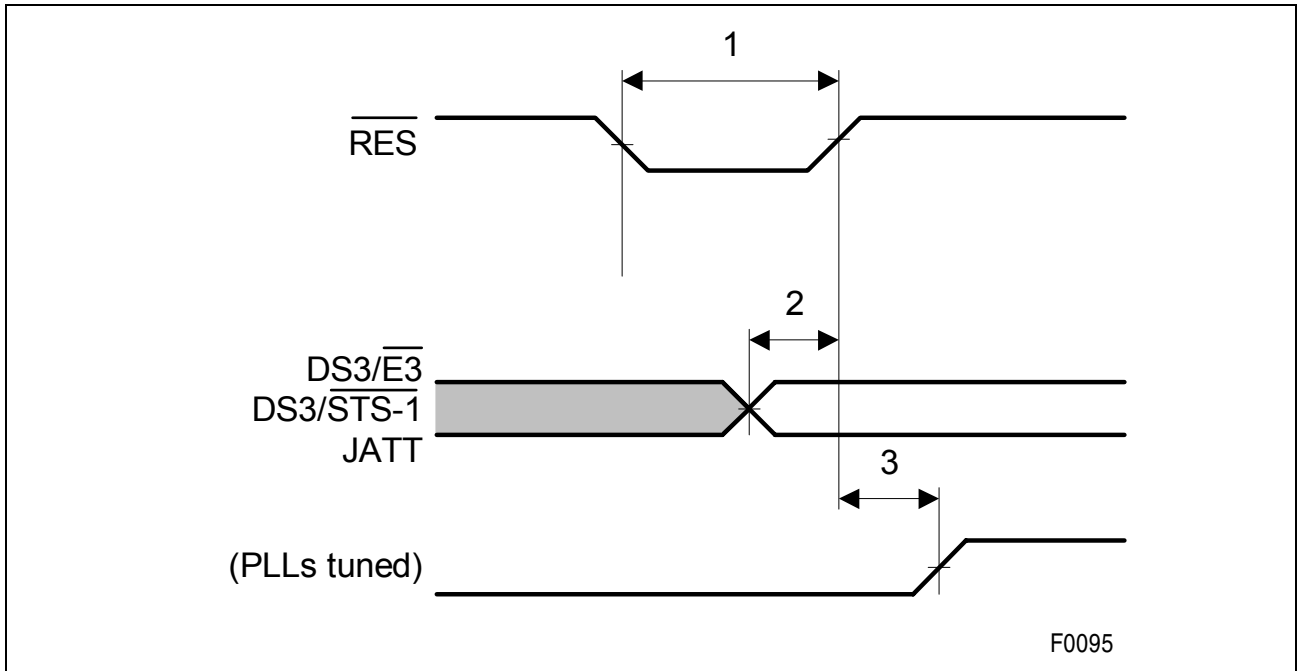 1
RES
2
DS3/E3
DS3/STS-1
JATT
3
(PLLs tuned)
F0095